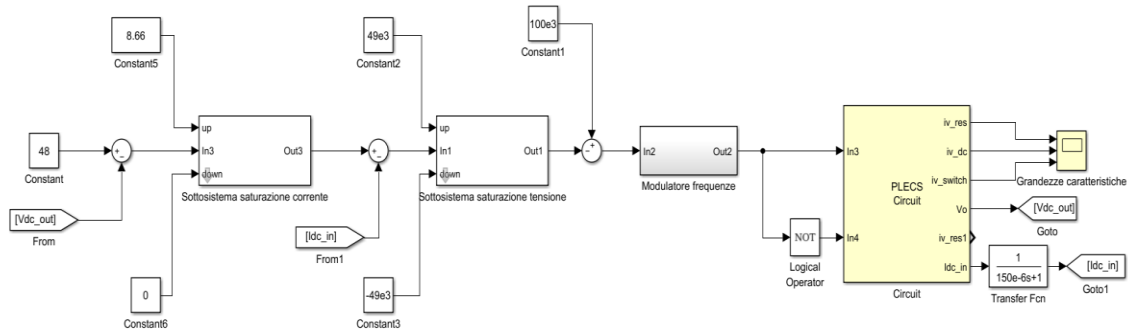 8.66
Constant5
49e3
Constant2
100e3
Constant1
48
Constant
[Vdc_out]
From
0
Constant6
up
In3
down
Out3
Sottosistema saturazione corrente
[Idc_in]
From1
-49e3
Constant3
up
In1
down
Out1
Sottosistema saturazione tensione
In2
Out2
Modulatore frequenze
NOT
Logical
Operator
In3
In4
PLECS
Circuit
iv_res
iv_dc
iv_switch
Vo
iv_res1
Idc_in
Circuit
Grandezze caratteristiche
[Vdc_out]
Goto
1
150e-6s+1
Transfer Fcn
[Idc_in]
Goto1